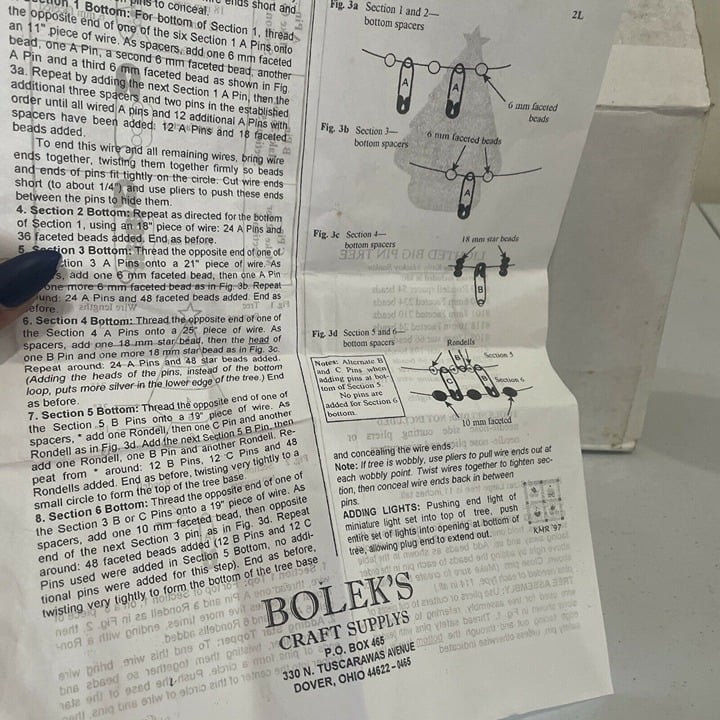 pins to conceal
ends short and
Section 1 Bottom: For bottom of Section 1, thread
the opposite end of one of the six Section 1 A Pins onto
an 11" piece of wire. As spacers, add one 6 mm faceted
bead, one A Pin, a second 6 mm faceted bead, another
A Pin and a third 6 mm faceted bead as shown in Fig.
3a. Repeat by adding the next Section 1 A Pin, then the
additional three spacers and two pins in the established
order until all wired A pins and 12 additional A Pins with
spacers have been added: 12 A Pins and 18 faceted
beads added.
To end this wire and all remaining wires, bring wire
ends together, twisting them together firmly so beads
and ends of pins fit tightly on the circle. Cut wire ends
short (to about 1/4") and use pliers to push these ends
between the pins to hide them.
4. Section 2 Bottom: Repeat as directed for the bottom
of Section 1, using an 18" piece of wire: 24 A Pins and
36 faceted beads added. End as before.
5. Section 3 Bottom: Thread the opposite end of one of
ction 3 A Pins onto a 21" piece of wire. As
s, add one 6 mm faceted bead, then one A Pin
one more 6 mm faceted bead as in Fig. 3b. Repeat
ound: 24 A Pins and 48 faceted beads added. End as
efore.
6. Section 4 Bottom: Thread the opposite end of one of
the Section 4 A Pins onto a 25" piece of wire. As
spacers, add one 18 mm star bead, then the head of
one B Pin and one more 18 mm star bead as in Fig. 3c.
Repeat around: 24 A Pins and 48 star beads added.
(Adding the heads of the pins, instead of the bottom
loop, puts more silver in the lower edge of the tree.) End
as before.
7. Section 5 Bottom: Thread the opposite end of one of
the Section 5 B Pins onto a 19" piece of wire. As
spacers, * add one Rondell, then one C Pin and another
Rondell as in Fig. 3d. Add the next Section 5 B Pin, then
add one Rondell, one B Pin and another Rondell. Re-
peat from * around: 12 B Pins, 12 C Pins and 48
Rondells added. End as before, twisting very tightly to a
small circle to form the top of the tree base.
8. Section 6 Bottom: Thread the opposite end of one of
the Section 3 B or C Pins onto a 19" piece of wire. As
spacers, add one 10 mm faceted bead, then opposite
end of the next Section 3 pin, as in Fig. 3d. Repeat
around: 48 faceted beads added (12 B Pins and 12 C
Pins used were added in Section 5 Bottom, no addi-
tional pins were added for this step). End as before,
twisting very tightly to form the bottom of the tree base
2L
Fig. 3a Section 1 and 2—
bottom spacers
A
A
6 mm faceted
beads
Fig. 3b Section 3—
bottom spacers
6 mm faceted beads
A
Fig. 3c Section 4—
bottom spacers
18 mm star beads
B
Fig. 3d Section 5 and 6—
bottom spacers
Rondells
Notes: Alternate B
and C Pins when
adding pins at bot-
tom of Section 5.
No pins are
added for Section 6
bottom.
B
C
B
Section 5
Section 6
10 mm faceted
and concealing the wire ends.
Note: If tree is wobbly, use pliers to pull wire ends out at
each wobbly point. Twist wires together to tighten sec-
tion, then conceal wire ends back in between
pins.
ADDING LIGHTS: Pushing end light of
miniature light set into top of tree, push
entire set of lights into opening at bottom of
tree, allowing plug end to extend out.
KMR '97
BOLEK'S
CRAFT SUPPLYS
P.O. BOX 465
330 N. TUSCARAWAS AVENUE
DOVER, OHIO 44622-0465